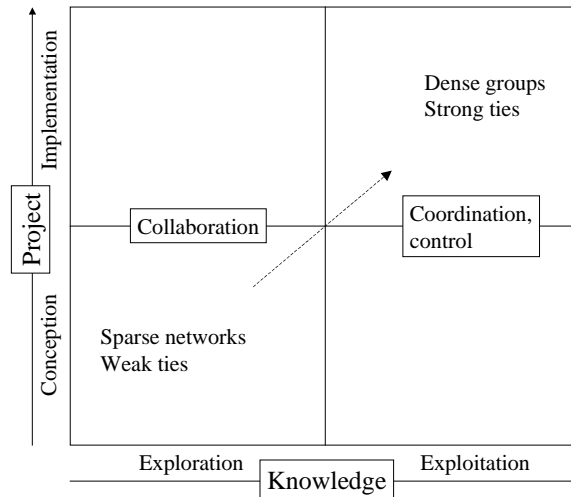 Implementation
Dense groups
Strong ties
Project
Collaboration
Coordination,
control
Conception
Sparse networks
Weak ties
Exploration
Exploitation
Knowledge